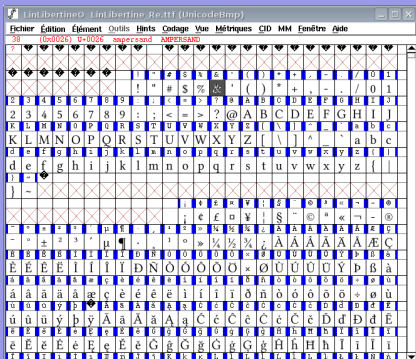 LinLibertineO LinLibertine_Re.ttf (UnicodeBmp)
Fichier Édition Élément Outils Hints Codage Vue Métriques CID MM Fenêtre Aide
38 (0x0026) U+0026 ampersand AMPERSAND
! " # $ % & ' ( ) * + , - . / 0 1
2 3 4 5 6 7 8 9 : ; < = > ? @ A B C D E F G H I J
K L M N O P Q R S T U V W X Y Z [ \ ] ^ _ ` a b c
d e f g h i j k l m n o p q r s t u v w x y z { |
} ~
¡ ¢ £ ¤ ¥ ¦ § ¨ © ª « ¬ - ®
¯ ° ± ² ³ ´ µ ¶ · ¸ ¹ º » ¼ ½ ¾ ¿ À Á Â Ã Ä Å Æ Ç
È É Ê Ë Ì Í Î Ï Ð Ñ Ò Ó Ô Õ Ö × Ø Ù Ú Û Ü Ý Þ ß à
á â ã ä å æ ç è é ê ë ì í î ï ð ñ ò ó ô õ ö ÷ ø ù
ú û ü ý þ ÿ Ā ā Ă ă Ą ą Ć ć Ĉ ĉ Ċ ċ Č č Ď ď Đ đ Ē
ē Ĕ ĕ Ė ė Ę ę Ě ě Ĝ ĝ Ğ ğ Ġ ġ Ģ ģ Ĥ ĥ Ħ ħ Ĩ ĩ Ī ī